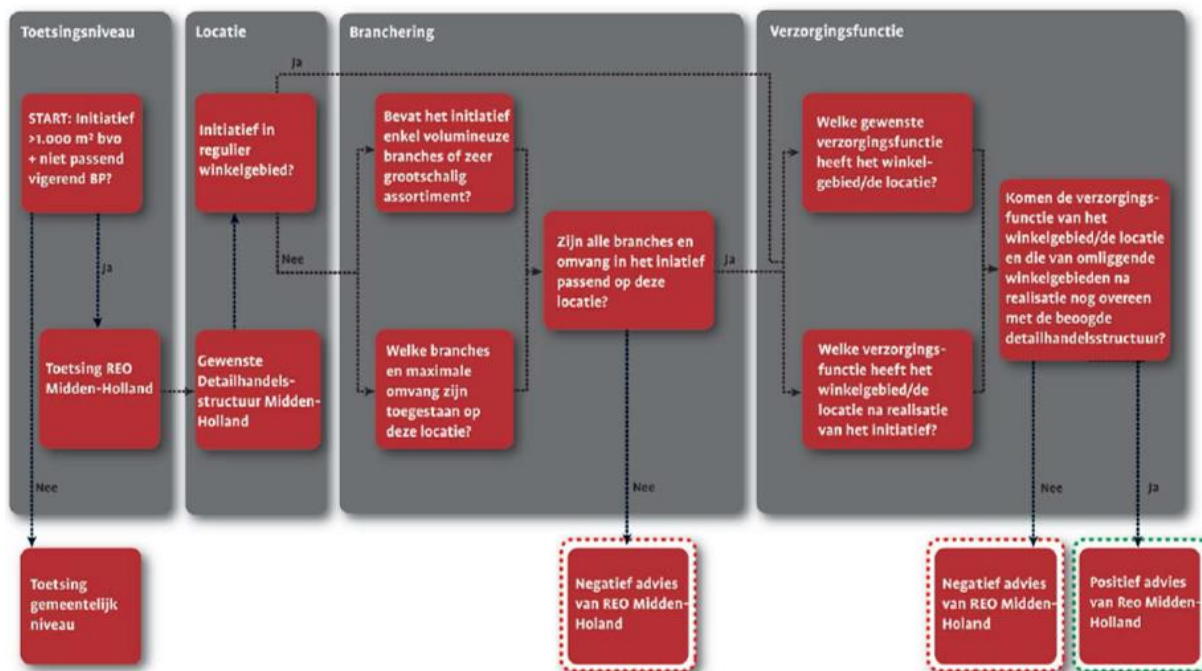 Toetsingsniveau
START: Initiatief
>1.000 m² bvo
+ niet passend
vigerend BP?
Ja
Toetsing REO
Midden-Holland
Nee
Toetsing
gemeentelijk
niveau
Locatie
Initiatief in
regulier
winkelgebied?
Ja
Nee
Gewenste
Detailhandels-
structuur Midden-
Holland
Branchering
Bevat het initiatief
enkel volumineuze
branches of zeer
grootschalig
assortiment?
Welke branches
en maximale
omvang zijn
toegestaan op
deze locatie?
Zijn alle branches en
omvang in het iniatief
passend op deze
locatie?
Ja
Nee
Negatief advies
van REO Midden-
Holand
Verzorgingsfunctie
Welke gewenste
verzorgingsfunctie
heeft het winkel-
gebied/de locatie?
Welke verzorgings-
functie heeft het
winkelgebied/de
locatie na realisatie
van het initiatief?
Komen de verzorgings-
functie van het
winkelgebied/de locatie
en die van omliggende
winkelgebieden na
realisatie nog overeen
met de beoogde
detailhandelsstructuur?
Nee
Ja
Negatief advies
van REO Midden-
Holand
Positief advies
van Reo Midden-
Holland